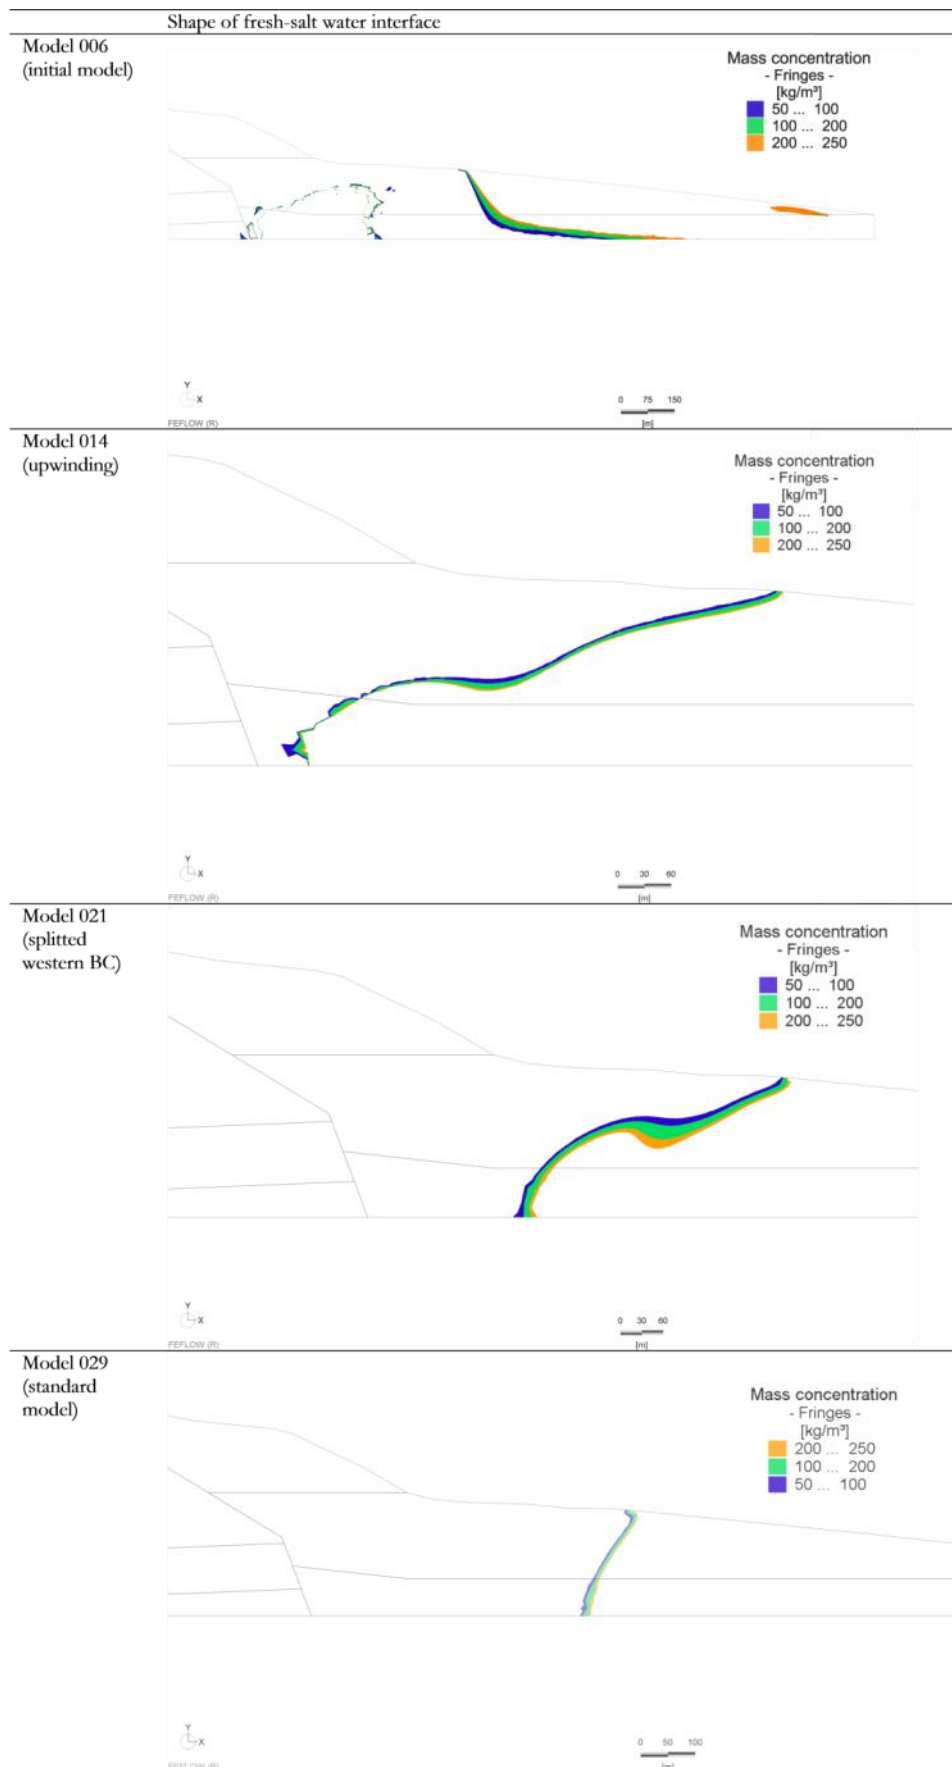 Shape of fresh-salt water interface
Model 006
(initial model)
Mass concentration
- Fringes -
[kg/m³]
50 ... 100
100 ... 200
200 ... 250
Y
X
0 75 150
[m]
FEFLOW (R)
Model 014
(upwinding)
Mass concentration
- Fringes -
[kg/m³]
50 ... 100
100 ... 200
200 ... 250
Y
X
0 30 60
[m]
FEFLOW (R)
Model 021
(splitted
western BC)
Mass concentration
- Fringes -
[kg/m³]
50 ... 100
100 ... 200
200 ... 250
Y
X
0 30 60
[m]
FEFLOW (R)
Model 029
(standard
model)
Mass concentration
- Fringes -
[kg/m³]
200 ... 250
100 ... 200
50 ... 100
Y
X
0 50 100
[m]
FEFLOW (R)